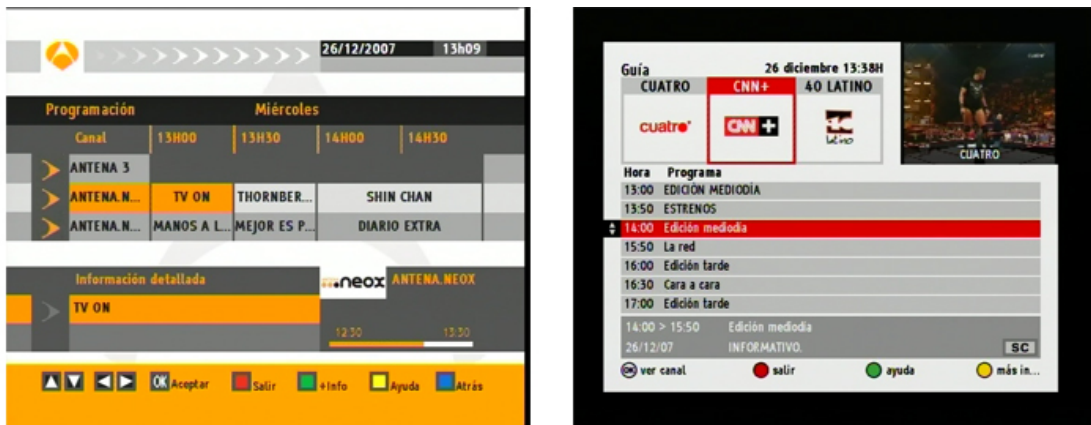 26/12/2007 13h09
Programación Miércoles
Canal 13H00 13H30 14H00 14H30
ANTENA 3
ANTENA.N... TV ON THORNBER... SHIN CHAN
ANTENA.N... MANOS A L... MEJOR ES P... DIARIO EXTRA
Información detallada neox ANTENA.NEOX
TV ON
12:30 13:30
OK Aceptar Salir +Info Ayuda Atrás
Guía 26 diciembre 13:38H
CUATRO CNN+ 40 LATINO
cuatro CNN+ Latino
CUATRO
Hora Programa
13:00 EDICIÓN MEDIODÍA
13:50 ESTRENOS
14:00 Edición mediodia
15:50 La red
16:00 Edición tarde
16:30 Cara a cara
17:00 Edición tarde
14:00 > 15:50 Edición mediodia
26/12/07 INFORMATIVO. SC
OK ver canal salir ayuda más in...